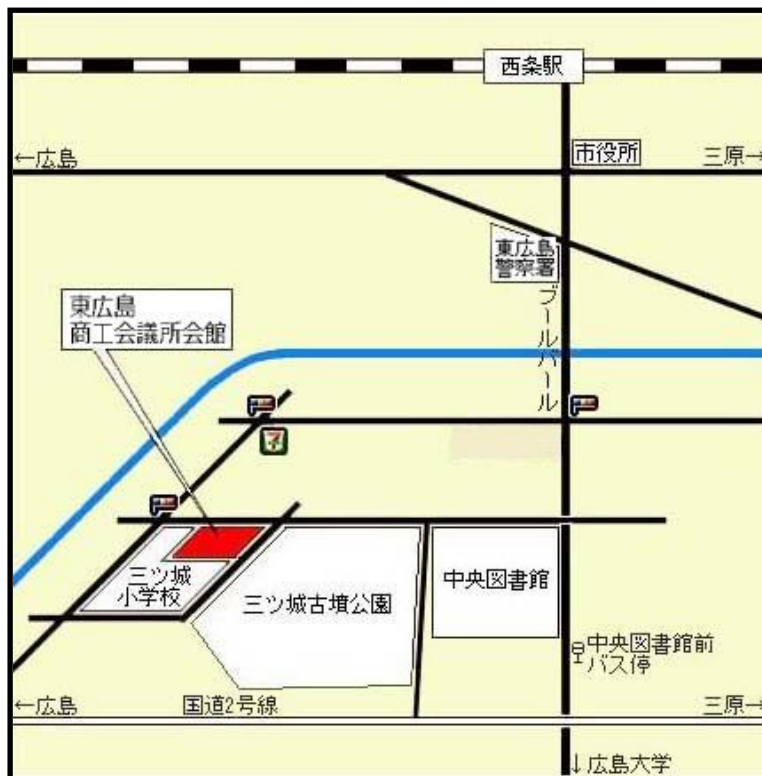 西条駅
←広島
市役所
三原→
東広島
警察署
東広島
商工会議所会館
ブールバール
7
三ツ城
小学校
三ツ城古墳公園
中央図書館
中央図書館前
バス停
←広島
国道2号線
三原→
↓広島大学